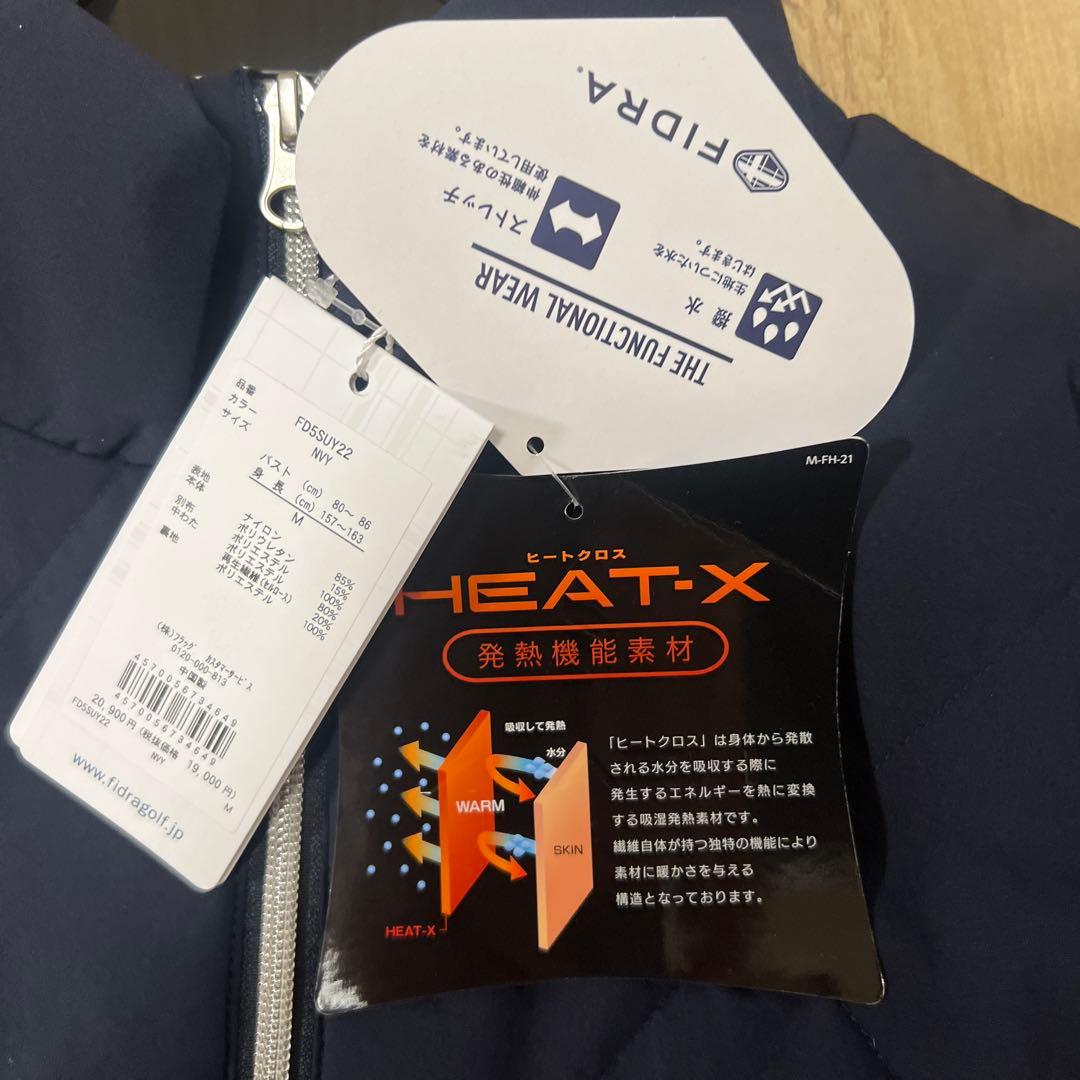 FIDRA.
ストレッチ
伸縮性のある素材を
使用しています。
撥水
生地についた水を
はじきます。
THE FUNCTIONAL WEAR
品番 FD5SUY22
カラー NVY
サイズ
バスト (cm) 80〜 86
身長 (cm) 157〜163
M
表地
本体 ナイロン 85%
ポリウレタン 15%
別布 ポリエステル 100%
中わた ポリエステル 80%
再生繊維(セルロース) 20%
裏地 ポリエステル 100%
(株)フラッグ カスタマーサービス
0120-000-813
中国製
4570056734649
4570056734649
FD5SUY22 NVY M
20,900円 (税抜価格 19,000円)
www.fidragolf.jp
M-FH-21
ヒートクロス
HEAT-X
発熱機能素材
吸収して発熱
水分
WARM
SKIN
HEAT-X
「ヒートクロス」は身体から発散
される水分を吸収する際に
発生するエネルギーを熱に変換
する吸湿発熱素材です。
繊維自体が持つ独特の機能により
素材に暖かさを与える
構造となっております。